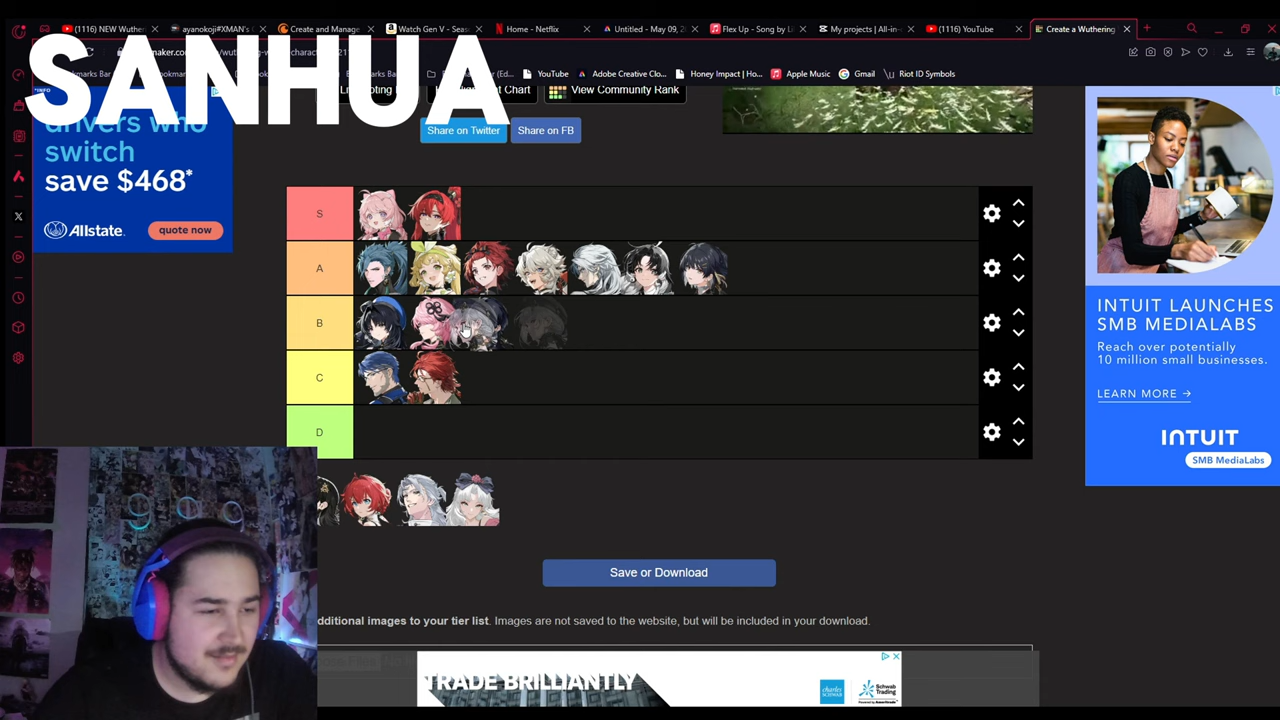 (1116) NEW Wuther
ayanokoji#XMAN's C
Create and Manage
Watch Gen V - Seas
Home - Netflix
Untitled - May 09, 2
Flex Up - Song by Li
My projects | All-in-
(1116) YouTube
Create a Wuthering
SANHUA
YouTube
Adobe Creative Clo...
Honey Impact | Ho...
Apple Music
Gmail
Riot ID Symbols
View Community Rank
Share on Twitter
Share on FB
drivers who
switch
save $468*
Allstate.
quote now
S
A
B
C
D
INTUIT LAUNCHES
SMB MEDIALABS
Reach over potentially
10 million small businesses.
LEARN MORE →
INTUIT
SMB MediaLabs
Save or Download
dditional images to your tier list. Images are not saved to the website, but will be included in your download.
TRADE BRILLIANTLY
charles
SCHWAB
Schwab
Trading